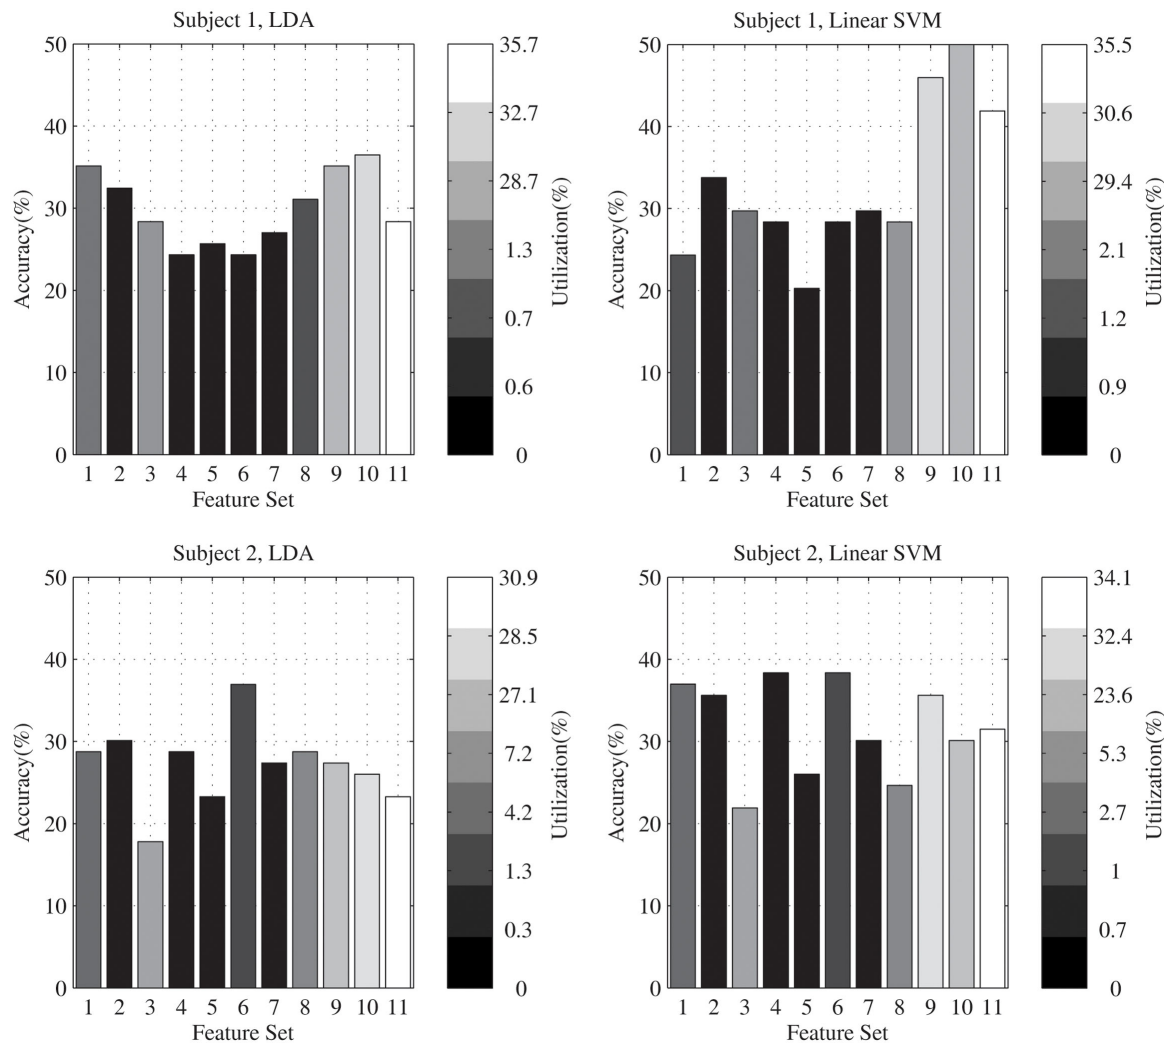 Subject 1, LDA
50
40
30
20
10
0
Accuracy(%)
1 2 3 4 5 6 7 8 9 10 11
Feature Set
35.7
32.7
28.7
1.3
0.7
0.6
0
Utilization(%)
Subject 1, Linear SVM
50
40
30
20
10
0
Accuracy(%)
1 2 3 4 5 6 7 8 9 10 11
Feature Set
35.5
30.6
29.4
2.1
1.2
0.9
0
Utilization(%)
Subject 2, LDA
50
40
30
20
10
0
Accuracy(%)
1 2 3 4 5 6 7 8 9 10 11
Feature Set
30.9
28.5
27.1
7.2
4.2
1.3
0.3
0
Utilization(%)
Subject 2, Linear SVM
50
40
30
20
10
0
Accuracy(%)
1 2 3 4 5 6 7 8 9 10 11
Feature Set
34.1
32.4
23.6
5.3
2.7
1
0.7
0
Utilization(%)